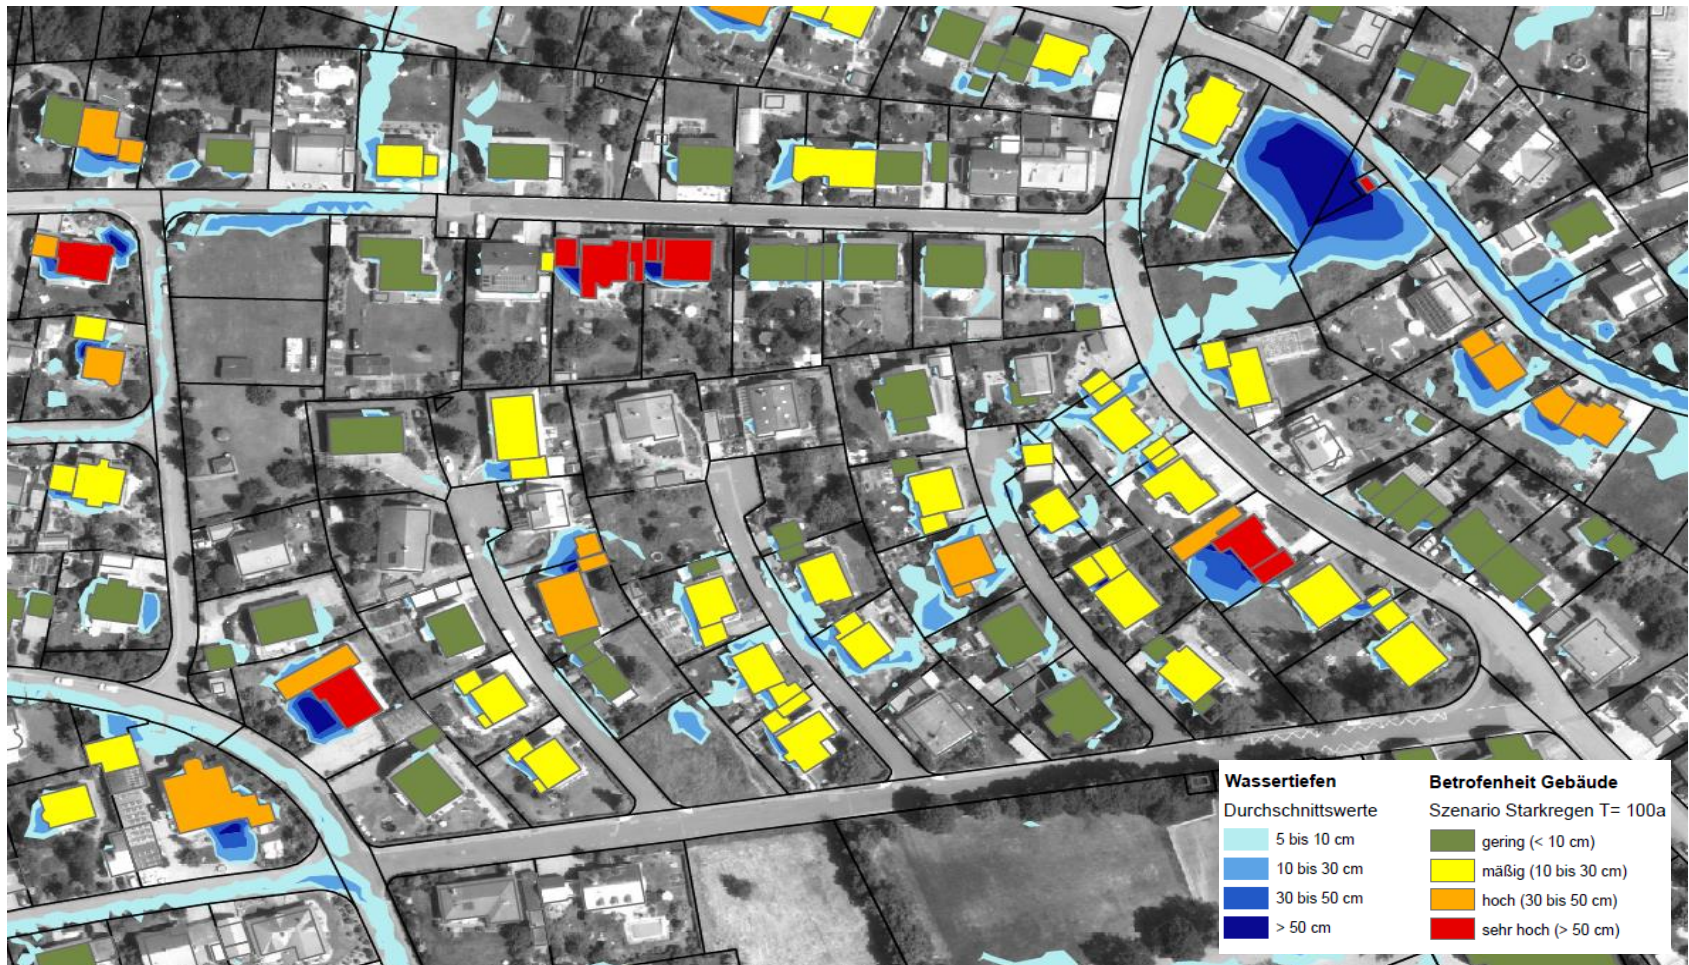 Wassertiefen
Durchschnittswerte
5 bis 10 cm
10 bis 30 cm
30 bis 50 cm
> 50 cm
Betrofenheit Gebäude
Szenario Starkregen T= 100a
gering (< 10 cm)
mäßig (10 bis 30 cm)
hoch (30 bis 50 cm)
sehr hoch (> 50 cm)